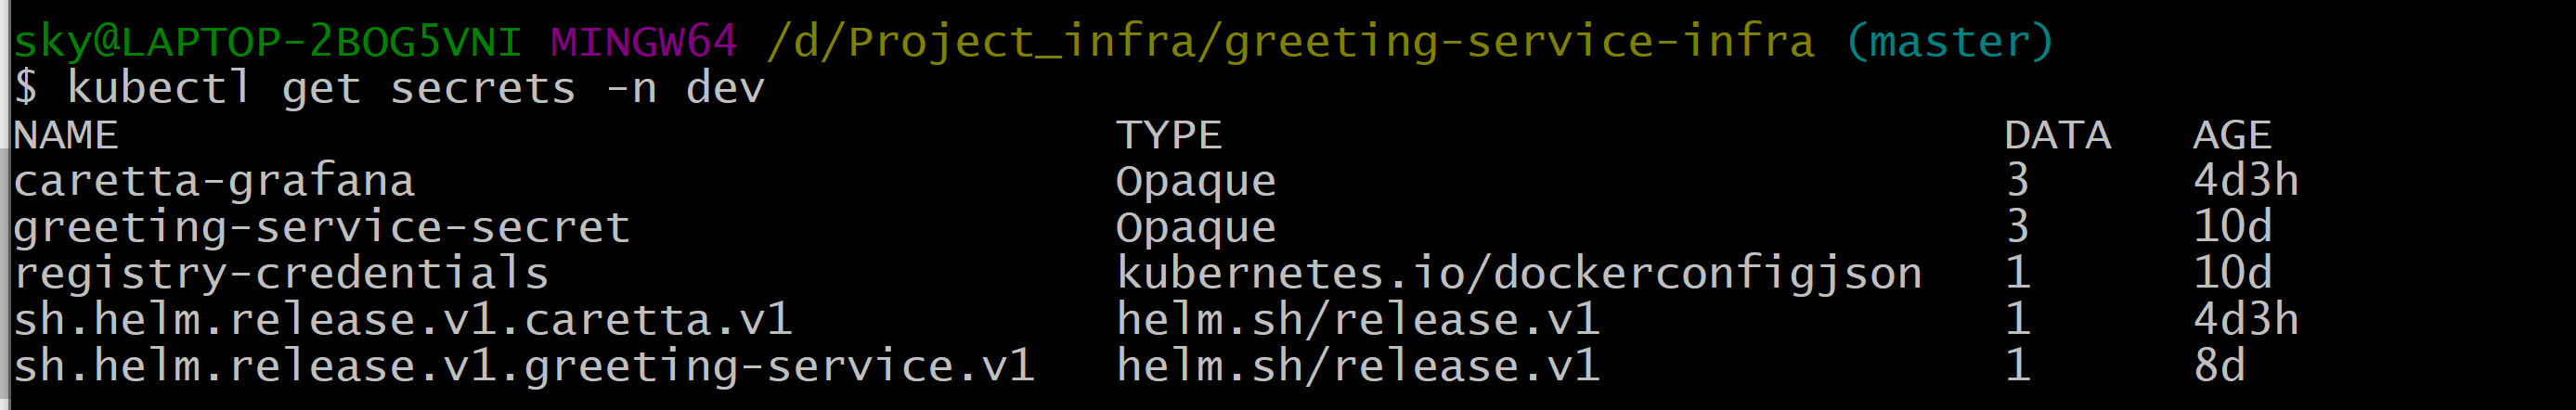 sky@LAPTOP-2BOG5VNI MINGW64 /d/Project_infra/greeting-service-infra (master)
$ kubectl get secrets -n dev
NAME TYPE DATA AGE
caretta-grafana Opaque 3 4d3h
greeting-service-secret Opaque 3 10d
registry-credentials kubernetes.io/dockerconfigjson 1 10d
sh.helm.release.v1.caretta.v1 helm.sh/release.v1 1 4d3h
sh.helm.release.v1.greeting-service.v1 helm.sh/release.v1 1 8d